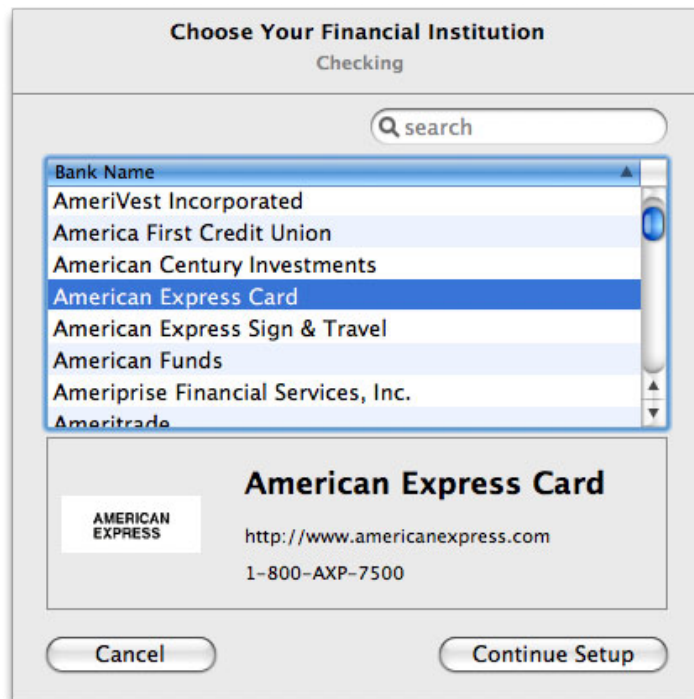 Choose Your Financial Institution
Checking
search
Bank Name
AmeriVest Incorporated
America First Credit Union
American Century Investments
American Express Card
American Express Sign & Travel
American Funds
Ameriprise Financial Services, Inc.
Ameritrade
AMERICAN
EXPRESS
American Express Card
http://www.americanexpress.com
1-800-AXP-7500
Cancel
Continue Setup